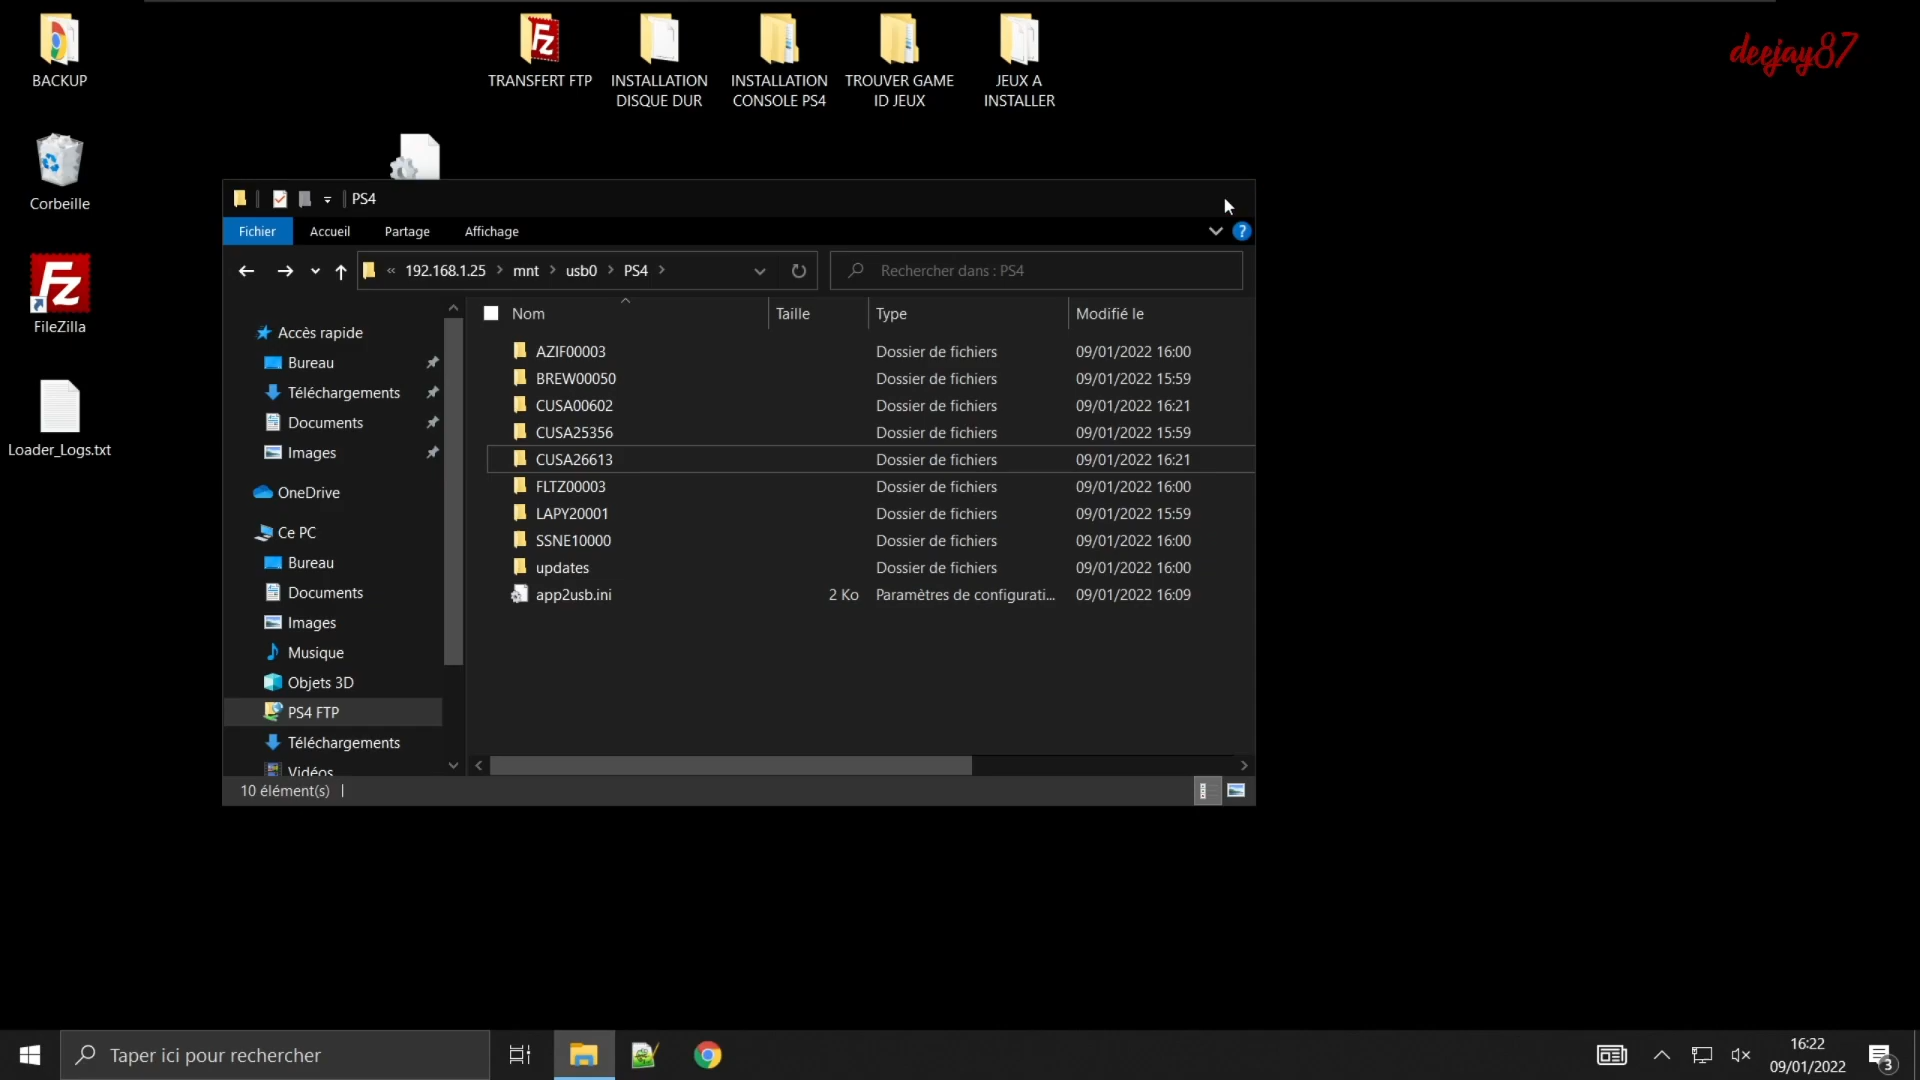 BACKUP
TRANSFERT FTP
INSTALLATION
DISQUE DUR
INSTALLATION
CONSOLE PS4
TROUVER GAME
ID JEUX
JEUX A
INSTALLER
deejay87
Corbeille
FileZilla
Loader_Logs.txt
PS4
Fichier
Accueil
Partage
Affichage
?
« 192.168.1.25 > mnt > usb0 > PS4 >
Rechercher dans : PS4
Accès rapide
Bureau
Téléchargements
Documents
Images
OneDrive
Ce PC
Bureau
Documents
Images
Musique
Objets 3D
PS4 FTP
Téléchargements
Vidéos
Nom Taille Type Modifié le
AZIF00003 Dossier de fichiers 09/01/2022 16:00
BREW00050 Dossier de fichiers 09/01/2022 15:59
CUSA00602 Dossier de fichiers 09/01/2022 16:21
CUSA25356 Dossier de fichiers 09/01/2022 15:59
CUSA26613 Dossier de fichiers 09/01/2022 16:21
FLTZ00003 Dossier de fichiers 09/01/2022 16:00
LAPY20001 Dossier de fichiers 09/01/2022 15:59
SSNE10000 Dossier de fichiers 09/01/2022 16:00
updates Dossier de fichiers 09/01/2022 16:00
app2usb.ini 2 Ko Paramètres de configurati... 09/01/2022 16:09
10 élément(s)
Taper ici pour rechercher
16:22
09/01/2022
3